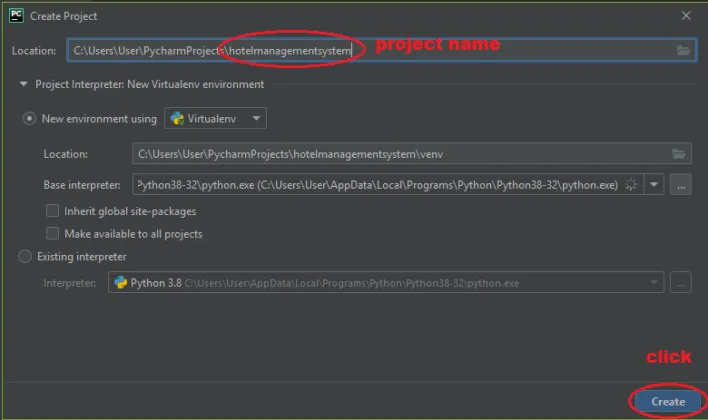 PC Create Project
Location: C:\Users\User\PycharmProjects\hotelmanagementsystem project name
Project Interpreter: New Virtualenv environment
New environment using Virtualenv
Location: C:\Users\User\PycharmProjects\hotelmanagementsystem\venv
Base interpreter: Python38-32\python.exe (C:\Users\User\AppData\Local\Programs\Python\Python38-32\python.exe) ...
Inherit global site-packages
Make available to all projects
Existing interpreter
Interpreter: Python 3.8 C:\Users\User\AppData\Local\Programs\Python\Python38-32\python.exe ...
click
Create